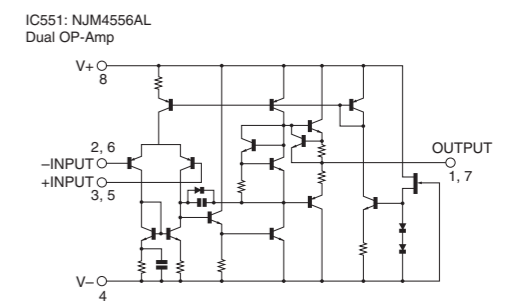 IC551: NJM4556AL
Dual OP-Amp
V+
8
2, 6
–INPUT
+INPUT
3, 5
OUTPUT
1, 7
V–
4